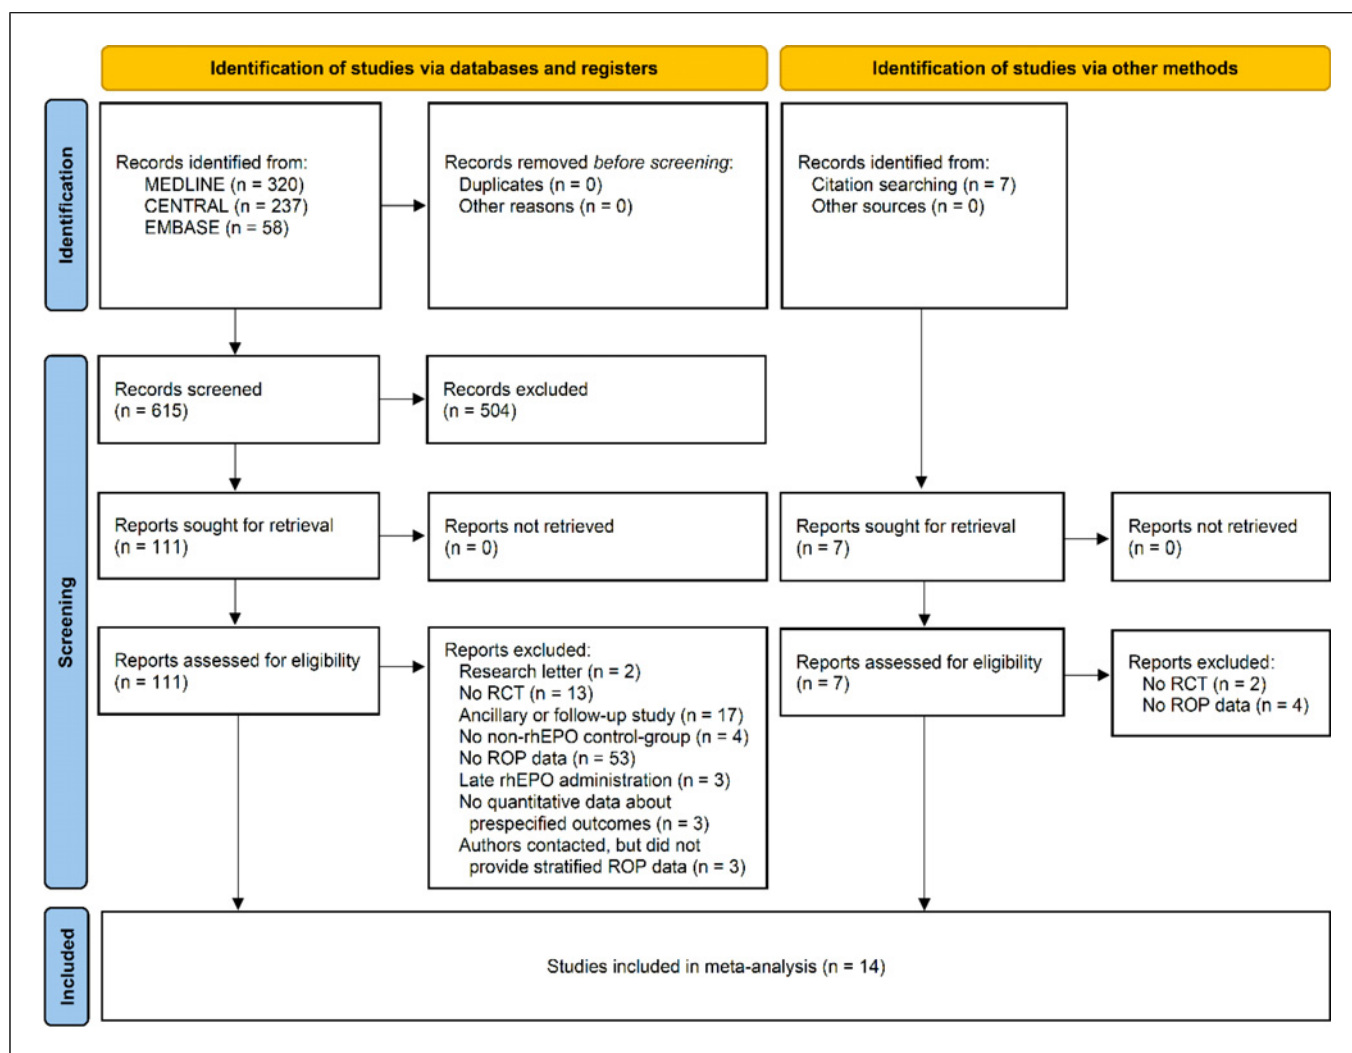 Identification of studies via databases and registers
Identification of studies via other methods
Identification
Records identified from:
MEDLINE (n = 320)
CENTRAL (n = 237)
EMBASE (n = 58)
Records removed before screening:
Duplicates (n = 0)
Other reasons (n = 0)
Records identified from:
Citation searching (n = 7)
Other sources (n = 0)
Screening
Records screened
(n = 615)
Records excluded
(n = 504)
Reports sought for retrieval
(n = 111)
Reports not retrieved
(n = 0)
Reports sought for retrieval
(n = 7)
Reports not retrieved
(n = 0)
Reports assessed for eligibility
(n = 111)
Reports excluded:
Research letter (n = 2)
No RCT (n = 13)
Ancillary or follow-up study (n = 17)
No non-rhEPO control-group (n = 4)
No ROP data (n = 53)
Late rhEPO administration (n = 3)
No quantitative data about
prespecified outcomes (n = 3)
Authors contacted, but did not
provide stratified ROP data (n = 3)
Reports assessed for eligibility
(n = 7)
Reports excluded:
No RCT (n = 2)
No ROP data (n = 4)
Included
Studies included in meta-analysis (n = 14)